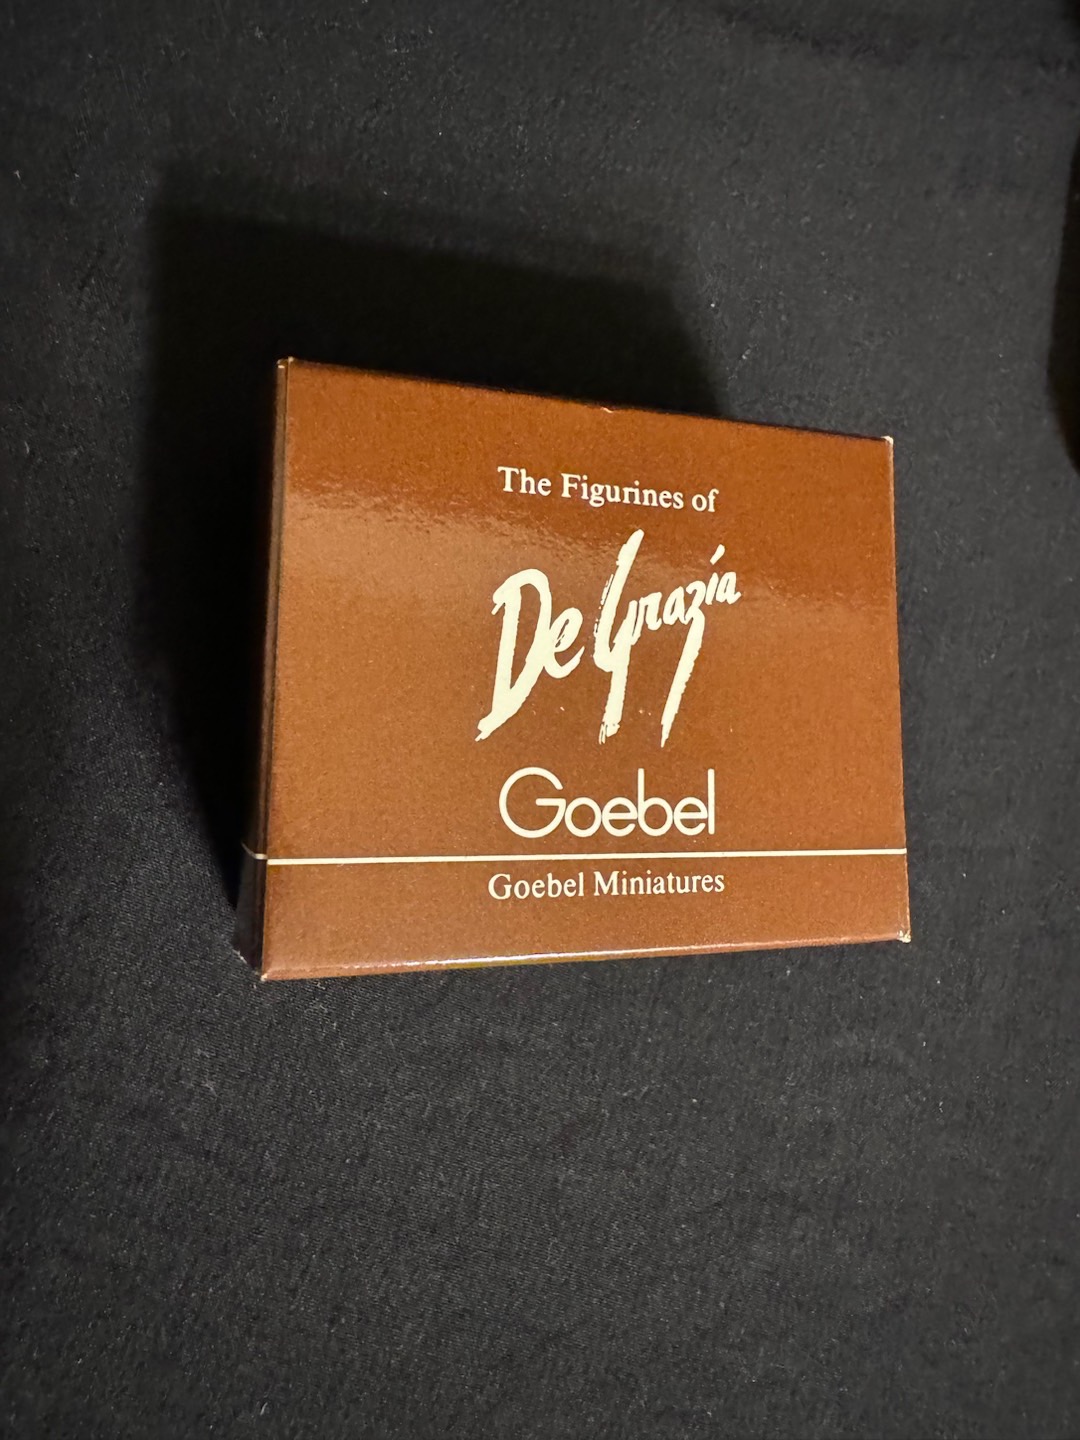 The Figurines of
De Grazia
Goebel
Goebel Miniatures